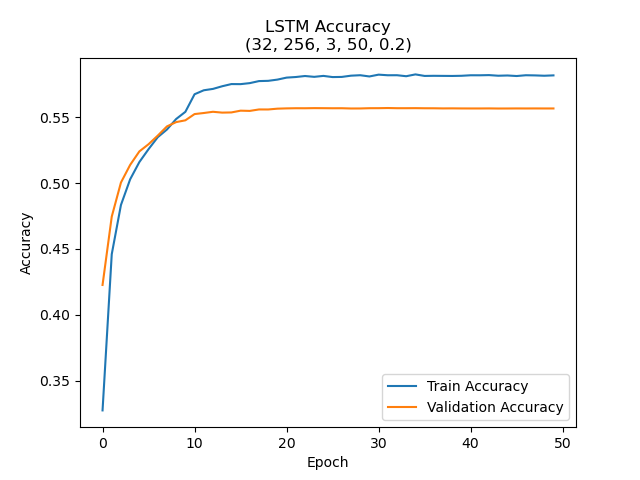 LSTM Accuracy
(32, 256, 3, 50, 0.2)
Accuracy
0.55
0.50
0.45
0.40
0.35
Train Accuracy
Validation Accuracy
0 10 20 30 40 50
Epoch